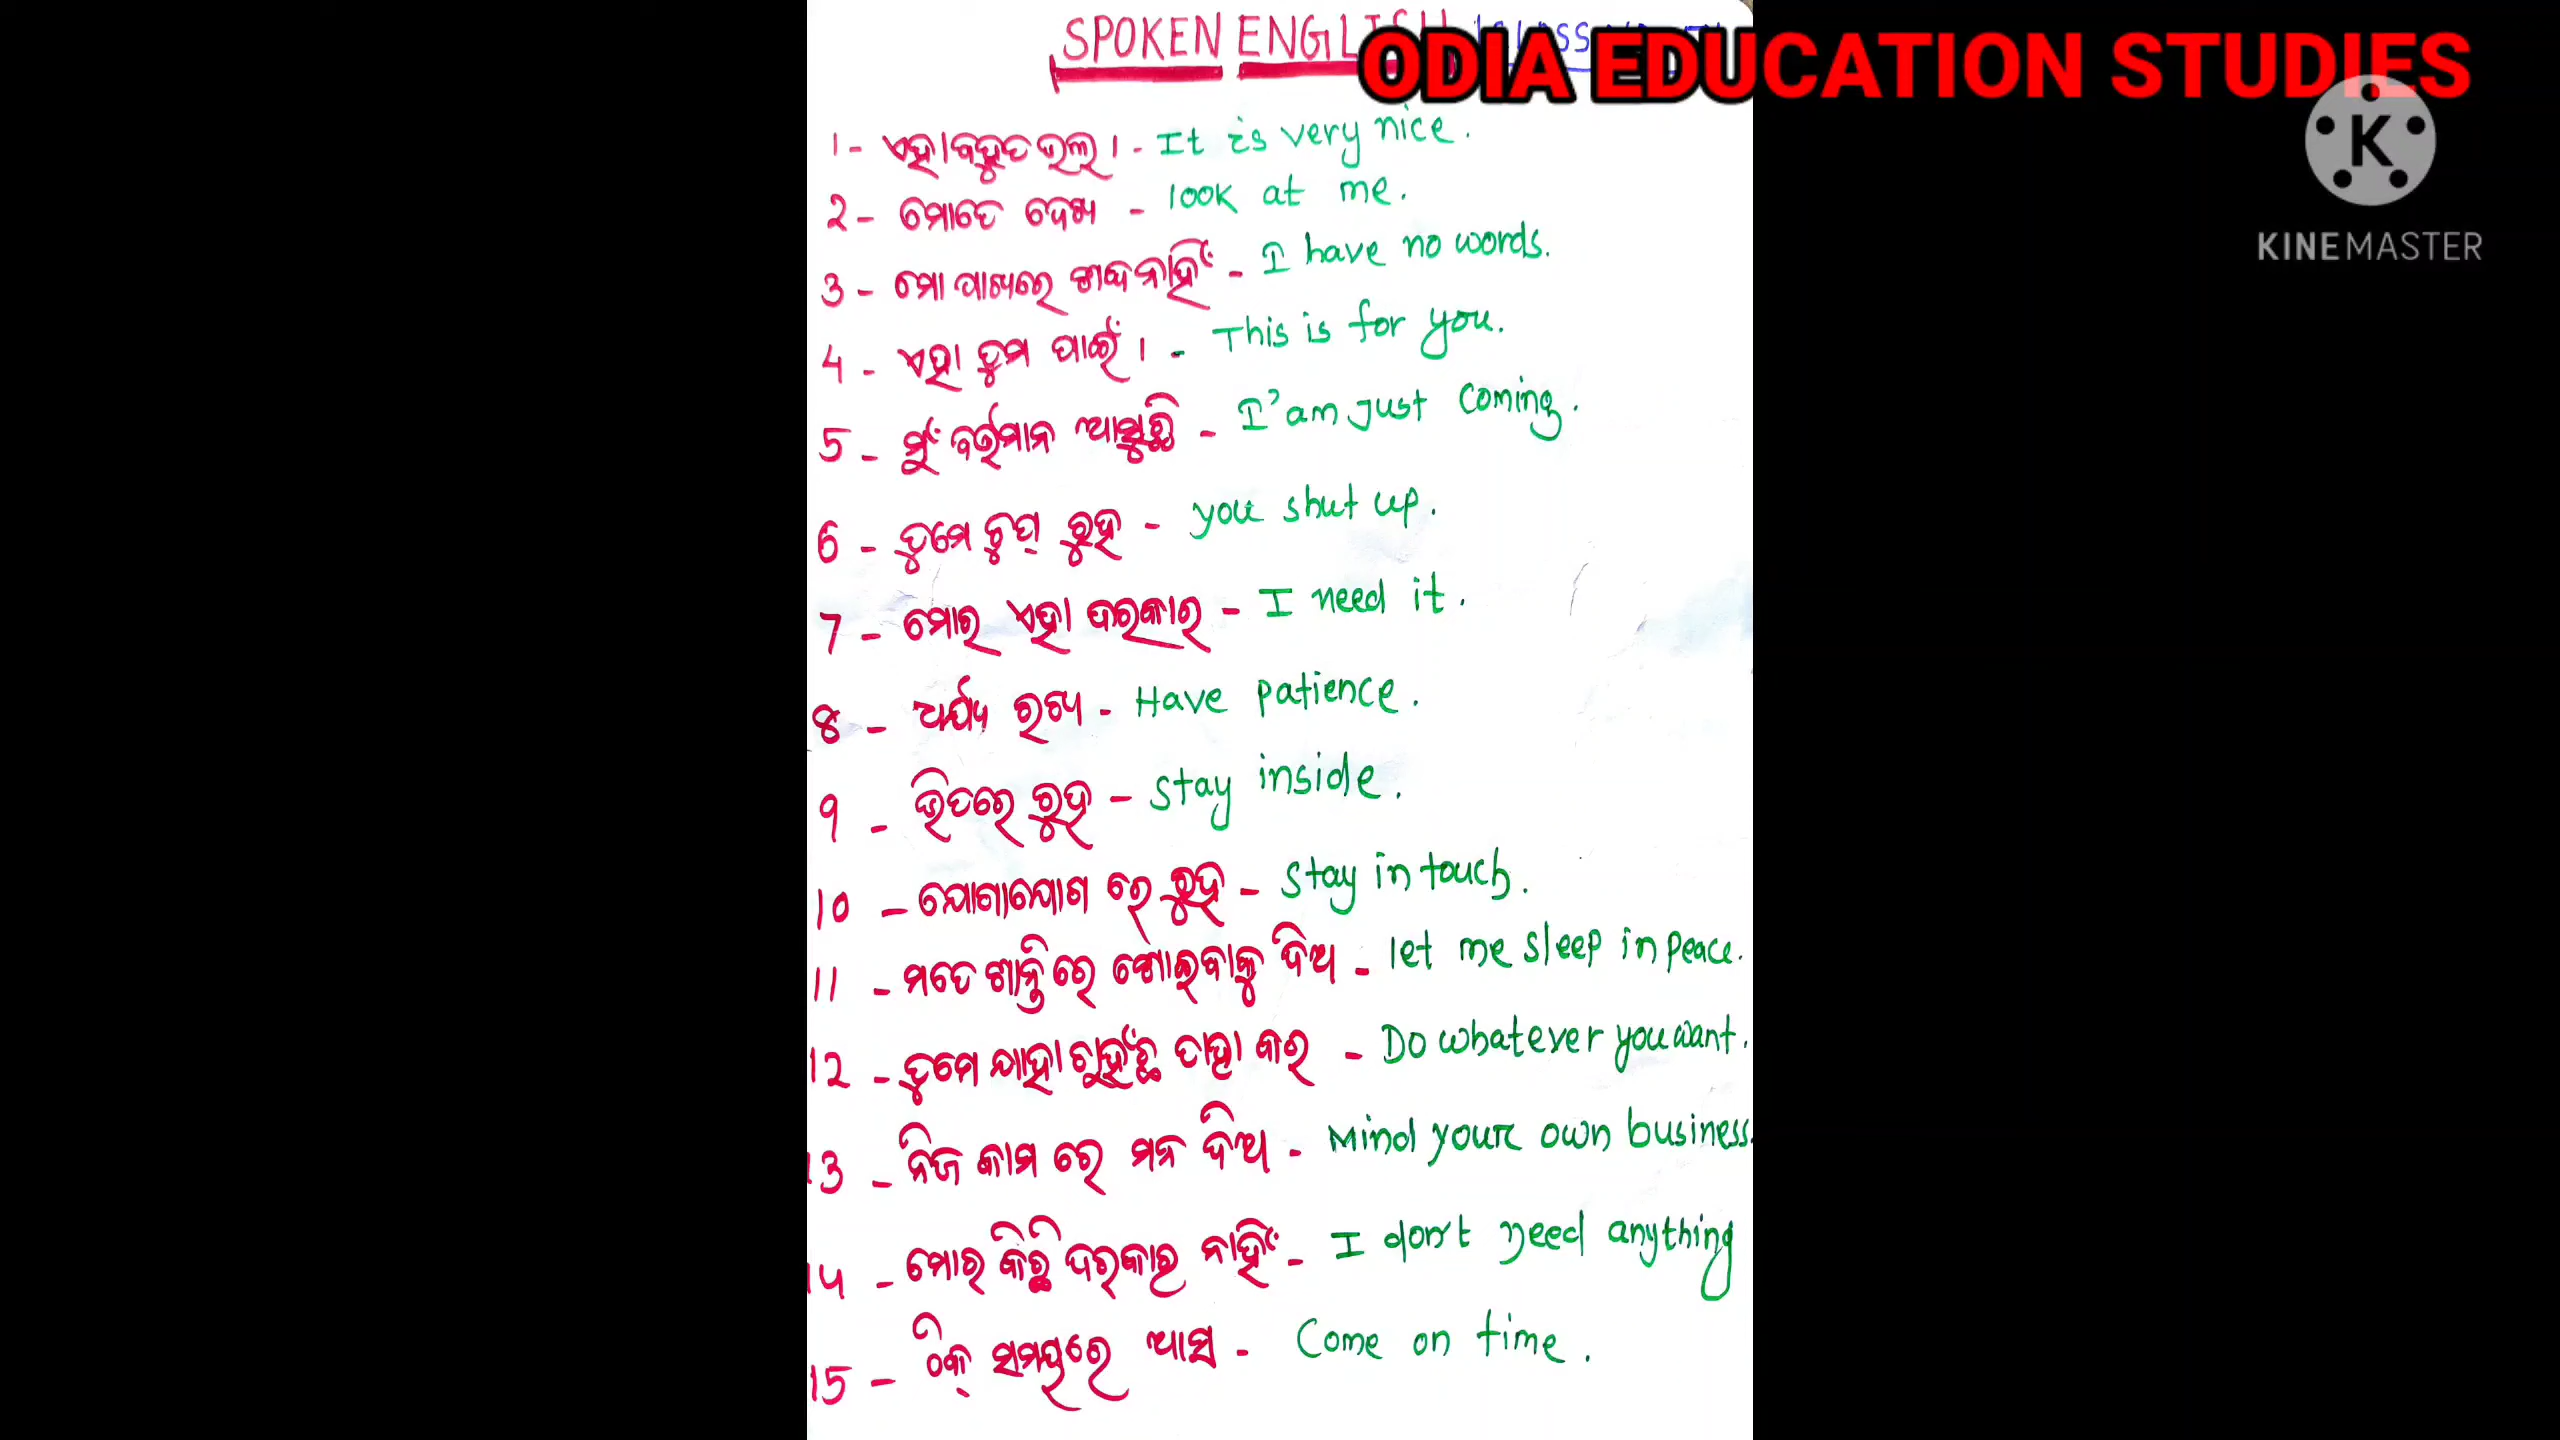 SPOKEN ENGLISH
ODIA EDUCATION STUDIES
K
KINEMASTER
1 - ଏହା ବହୁତ ଭଲ । - It is very nice.
2 - ମୋତେ ଦେଖ - look at me.
3 - ମୋ ପାଖରେ ଶବ୍ଦ ନାହିଁ - I have no words.
4 - ଏହା ତୁମ ପାଇଁ । - This is for you.
5 - ମୁଁ ବର୍ତ୍ତମାନ ଆସୁଛି - I'am just coming.
6 - ତୁମେ ଚୁପ୍ ରୁହ - you shut up.
7 - ମୋର ଏହା ଦରକାର - I need it.
8 - ଧର୍ଯ୍ୟ ରଖ - Have patience.
9 - ଭିତରେ ରୁହ - stay inside.
10 - ଯୋଗାଯୋଗ ରେ ରୁହ - stay in touch.
11 - ମତେ ଶାନ୍ତି ରେ ଶୋଇବାକୁ ଦିଅ - let me sleep in peace.
12 - ତୁମେ ଯାହା ଚାହୁଁଛ ତାହା କର - Do whatever you want.
13 - ନିଜ କାମ ରେ ମନ ଦିଅ - Mind your own business.
14 - ମୋର କିଛି ଦରକାର ନାହିଁ - I don't need anything
15 - ଠିକ୍ ସମୟରେ ଆସ - Come on time.